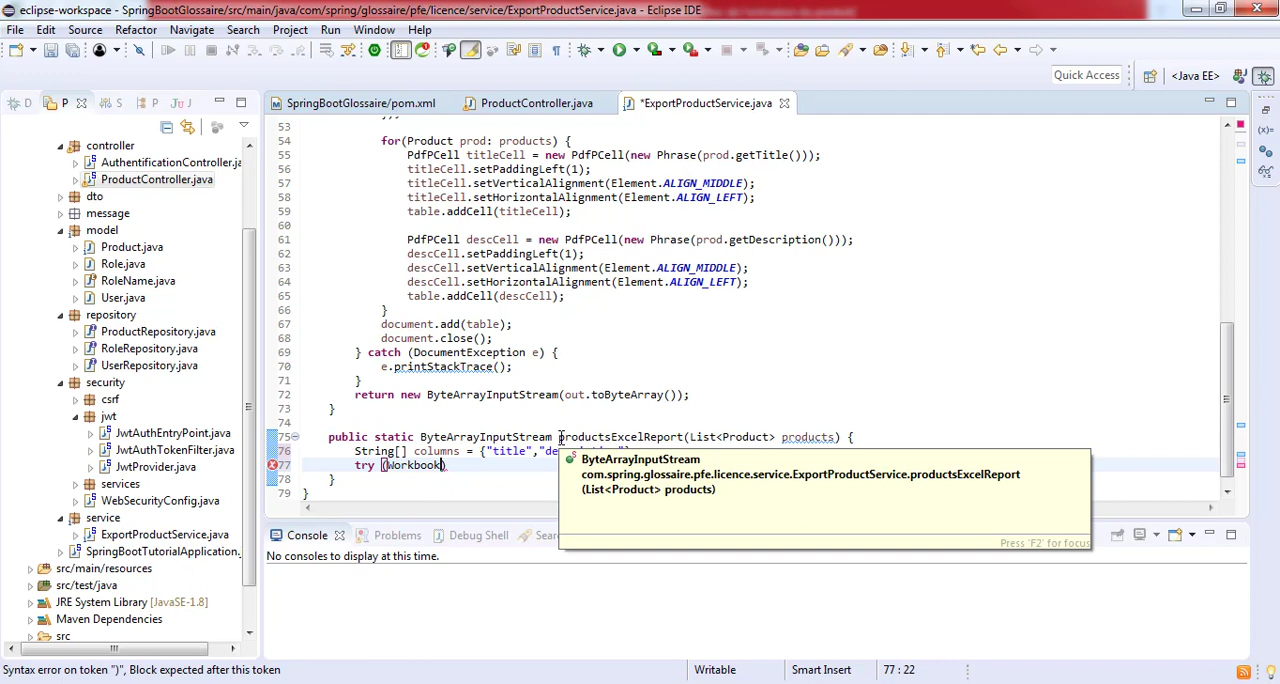 eclipse-workspace - SpringBootGlossaire/src/main/java/com/spring/glossaire/pfe/licence/service/ExportProductService.java - Eclipse IDE
File Edit Source Refactor Navigate Search Project Run Window Help
Quick Access
<Java EE>
D P S P Ju J
SpringBootGlossaire/pom.xml ProductController.java *ExportProductService.java
controller
AuthentificationController.ja
ProductController.java
dto
message
model
Product.java
Role.java
RoleName.java
User.java
repository
ProductRepository.java
RoleRepository.java
UserRepository.java
security
csrf
jwt
JwtAuthEntryPoint.java
JwtAuthTokenFilter.java
JwtProvider.java
services
WebSecurityConfig.java
service
ExportProductService.java
SpringBootTutorialApplication.
src/main/resources
src/test/java
JRE System Library [JavaSE-1.8]
Maven Dependencies
src
53 });
54 for(Product prod: products) {
55 PdfPCell titleCell = new PdfPCell(new Phrase(prod.getTitle()));
56 titleCell.setPaddingLeft(1);
57 titleCell.setVerticalAlignment(Element.ALIGN_MIDDLE);
58 titleCell.setHorizontalAlignment(Element.ALIGN_LEFT);
59 table.addCell(titleCell);
60
61 PdfPCell descCell = new PdfPCell(new Phrase(prod.getDescription()));
62 descCell.setPaddingLeft(1);
63 descCell.setVerticalAlignment(Element.ALIGN_MIDDLE);
64 descCell.setHorizontalAlignment(Element.ALIGN_LEFT);
65 table.addCell(descCell);
66 }
67 document.add(table);
68 document.close();
69 } catch (DocumentException e) {
70 e.printStackTrace();
71 }
72 return new ByteArrayInputStream(out.toByteArray());
73 }
74
75 public static ByteArrayInputStream productsExcelReport(List<Product> products) {
76 String[] columns = {"title","de
77 try (Workbook)
78 }
79 }
ByteArrayInputStream
com.spring.glossaire.pfe.licence.service.ExportProductService.productsExcelReport
(List<Product> products)
Press 'F2' for focus
Console Problems Debug Shell Sear
No consoles to display at this time.
Syntax error on token ")", Block expected after this token Writable Smart Insert 77 : 22